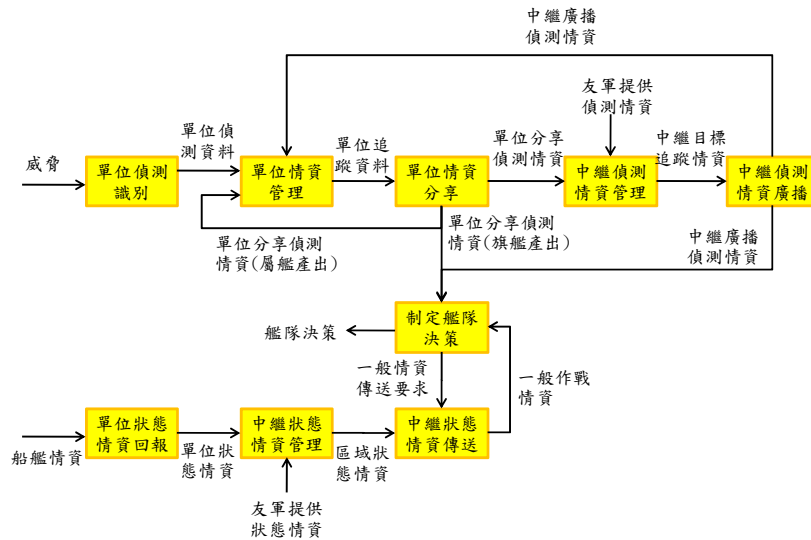 中繼廣播
偵測情資
友軍提供
偵測情資
威脅
單位偵
測資料
單位追
蹤資料
單位分享
偵測情資
中繼目標
追蹤情資
單位偵測
識別
單位情資
管理
單位情資
分享
中繼偵測
情資管理
中繼偵測
情資廣播
單位分享偵測
情資(屬艦產出)
單位分享偵測
情資(旗艦產出)
中繼廣播
偵測情資
艦隊決策
制定艦隊
決策
一般情資
傳送要求
一般作戰
情資
船艦情資
單位狀態
情資回報
單位狀
態情資
中繼狀態
情資管理
區域狀
態情資
中繼狀態
情資傳送
友軍提供
狀態情資